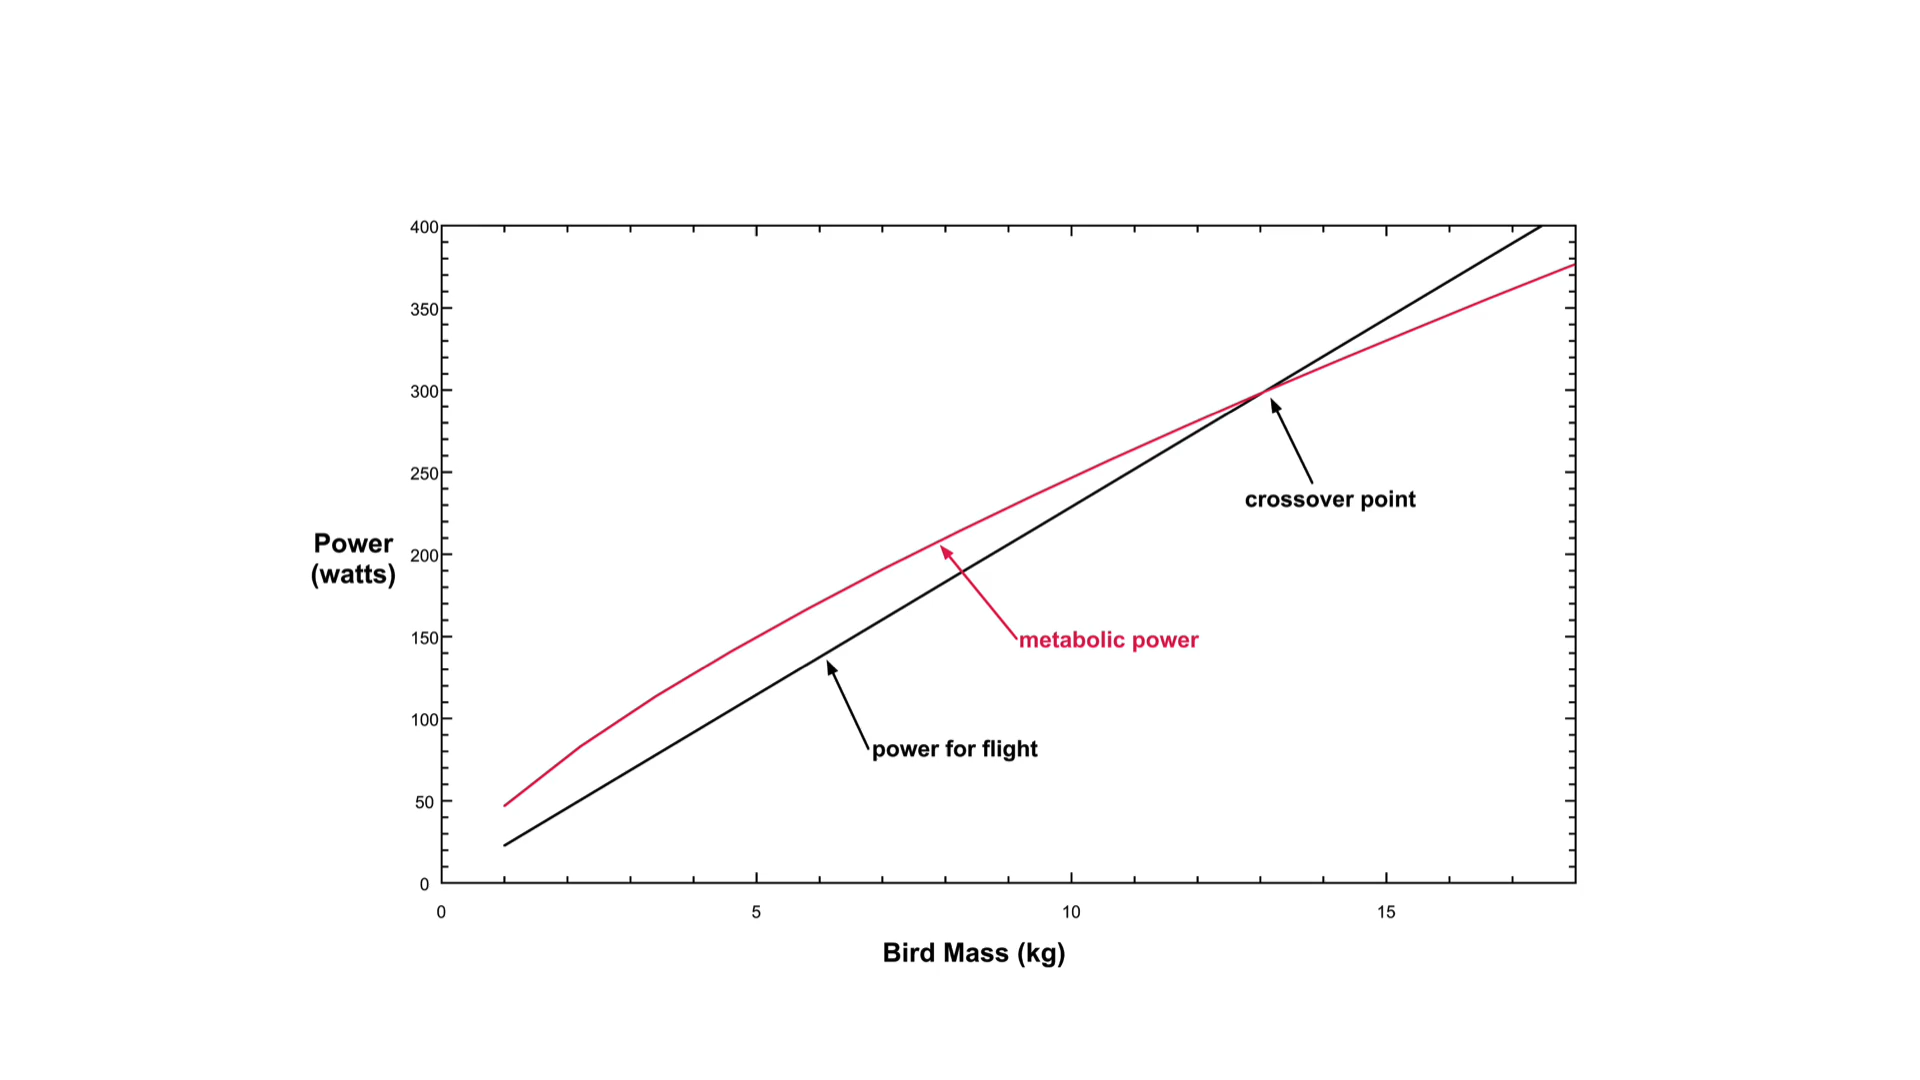 400
350
300
250
200
150
100
50
0
Power
(watts)
crossover point
metabolic power
power for flight
0 5 10 15
Bird Mass (kg)